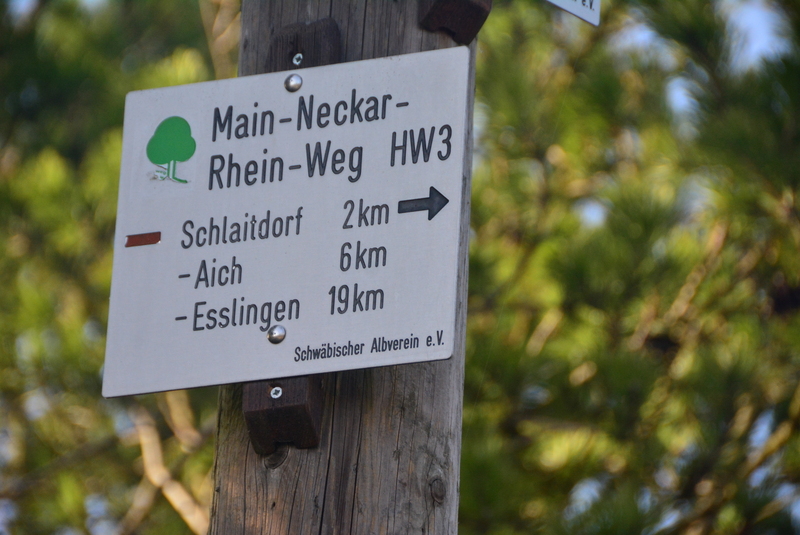 Main-Neckar-
Rhein-Weg HW3
Schlaitdorf 2km
-Aich 6km
-Esslingen 19km
Schwäbischer Albverein e.V.
e.V.